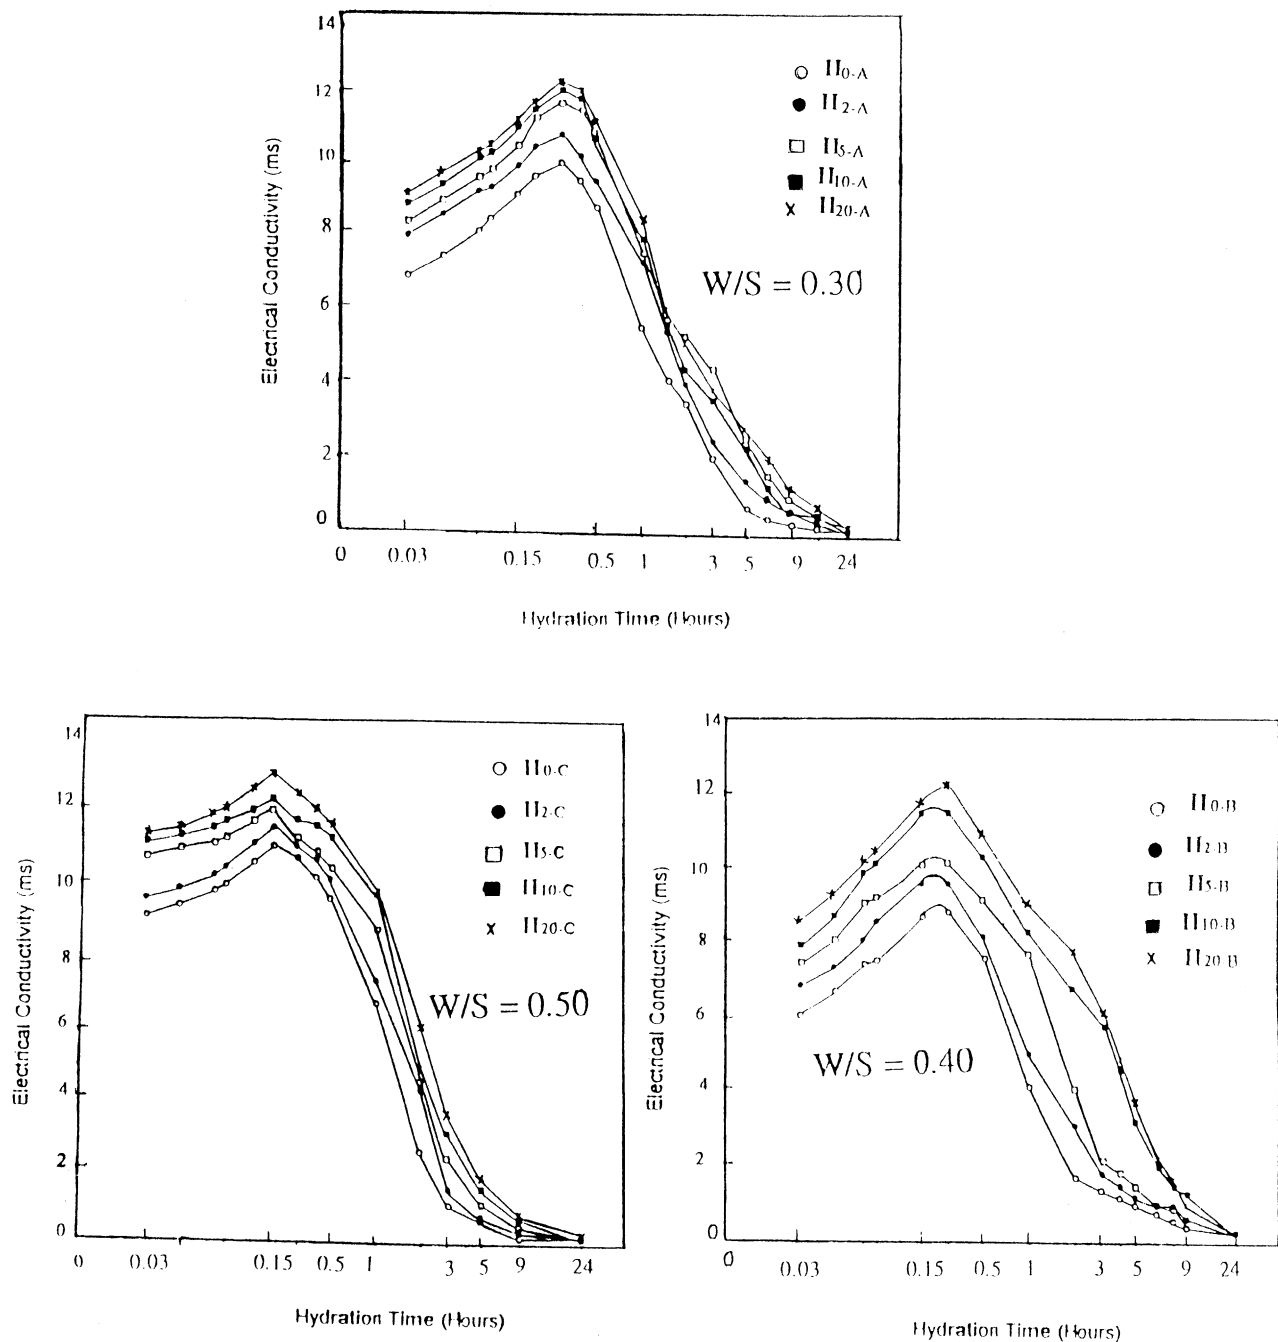 14
12
10
8
6
4
2
0
Electrical Conductivity (ms)
H0-A
H2-A
H5-A
H10-A
H20-A
W/S = 0.30
0 0.03 0.15 0.5 1 3 5 9 24
Hydration Time (Hours)
14
12
10
8
6
4
2
0
Electrical Conductivity (ms)
H0-C
H2-C
H5-C
H10-C
H20-C
W/S = 0.50
0 0.03 0.15 0.5 1 3 5 9 24
Hydration Time (Hours)
14
12
10
8
6
4
2
0
Electrical Conductivity (ms)
H0-B
H2-B
H5-B
H10-B
H20-B
W/S = 0.40
0 0.03 0.15 0.5 1 3 5 9 24
Hydration Time (Hours)